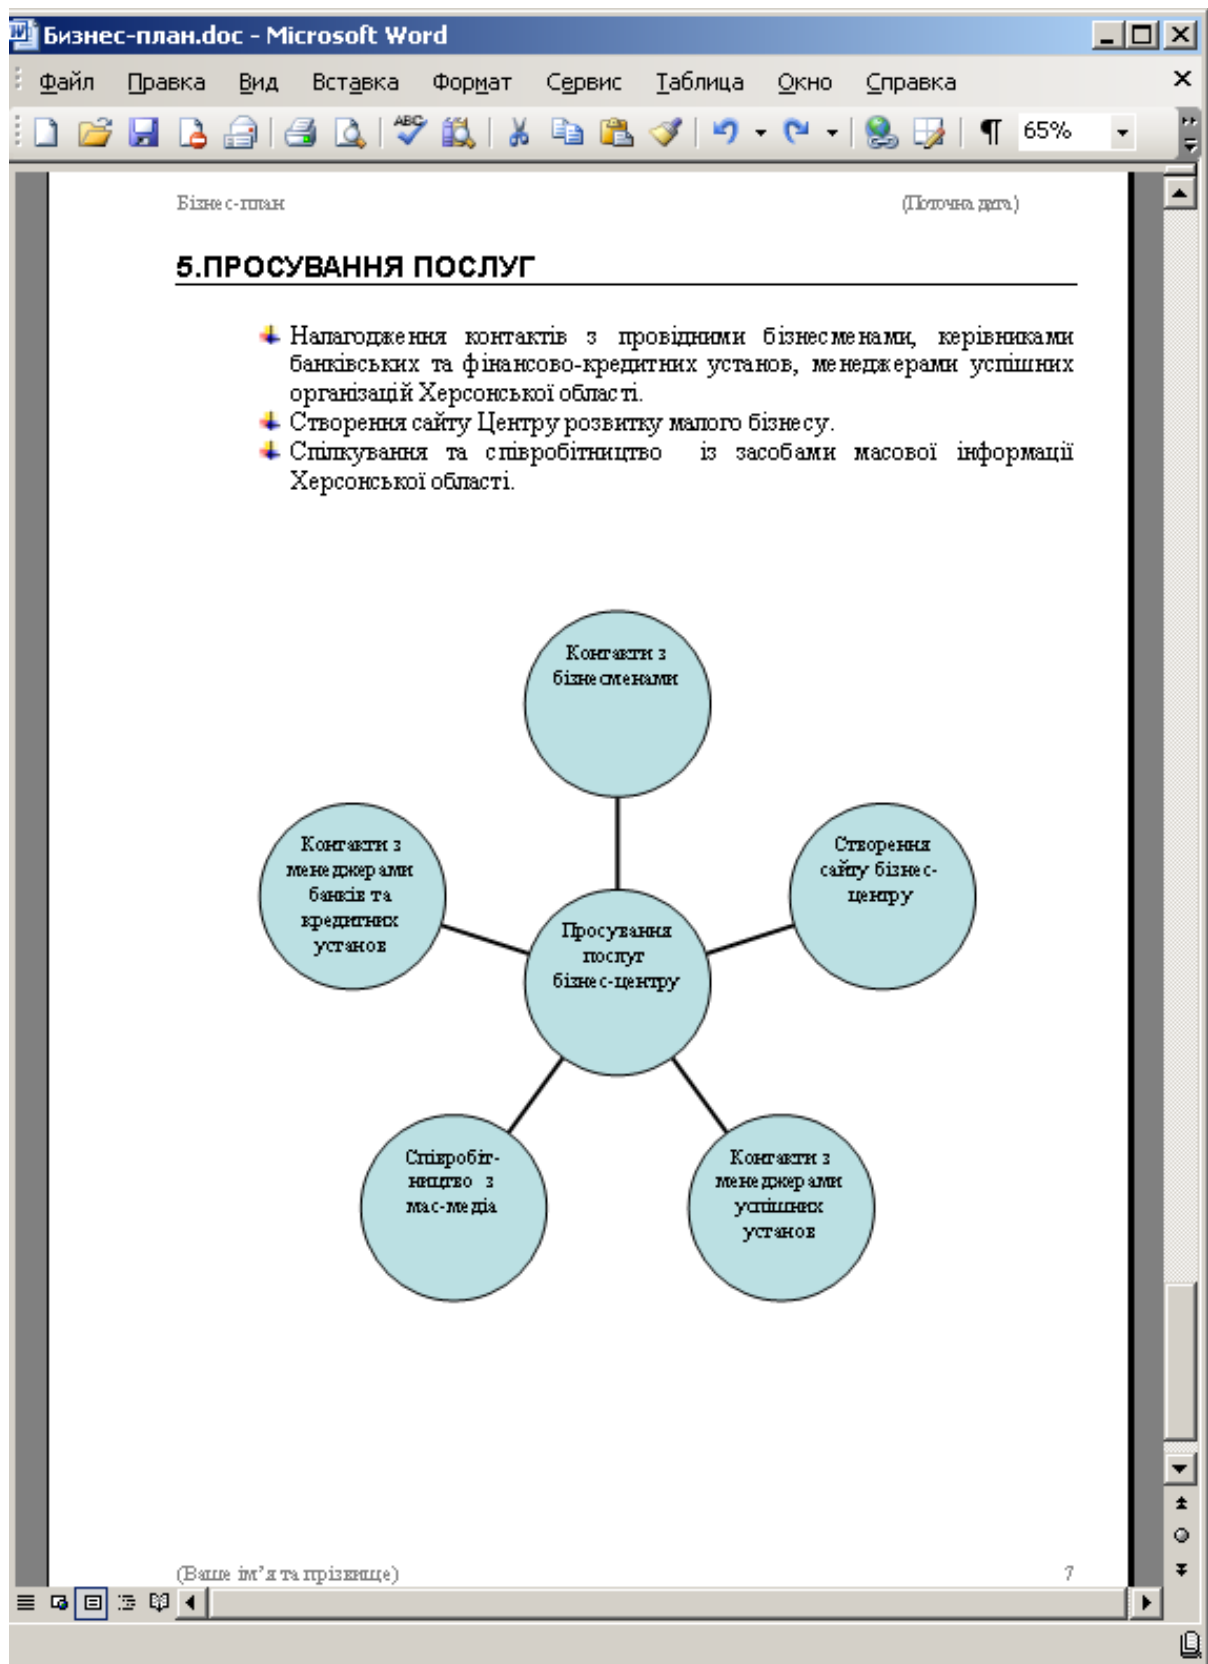 Бизнес-план.doc - Microsoft Word
Файл Правка Вид Вставка Формат Сервис Таблица Окно Справка
ABC 65%
Бізнес-план (Поточна дата)
5.ПРОСУВАННЯ ПОСЛУГ
Налагодження контактів з провідними бізнесменами, керівниками
банківських та фінансово-кредитних установ, менеджерами успішних
організацій Херсонської області.
Створення сайту Центру розвитку малого бізнесу.
Спілкування та співробітництво із засобами масової інформації
Херсонської області.
Контакти з
бізнесменами
Контакти з
менеджерами
банків та
кредитних
установ
Створення
сайту бізнес-
центру
Просування
послуг
бізнес-центру
Співробіт-
ництво з
мас-медіа
Контакти з
менеджерами
успішних
установ
(Ваше ім’я та прізвище) 7